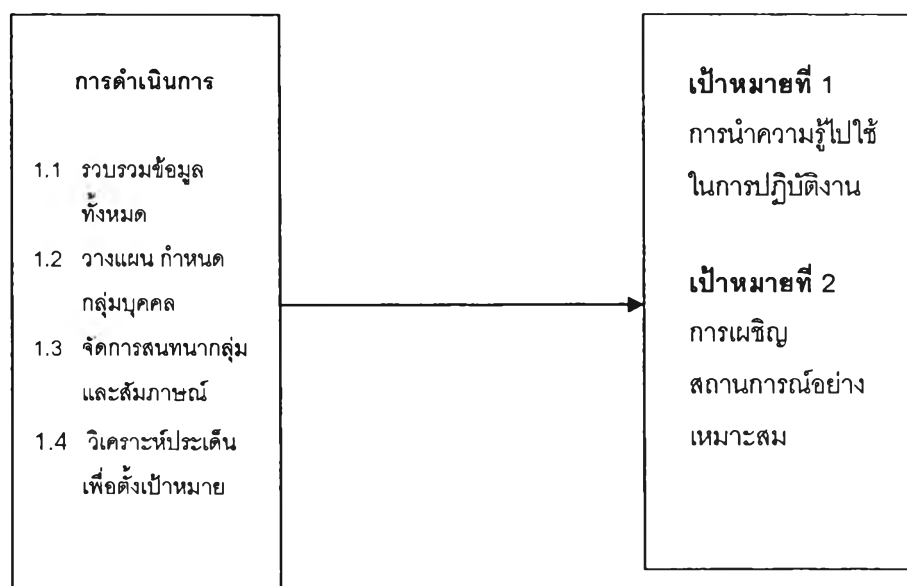 การดำเนินการ
1.1 รวบรวมข้อมูล
ทั้งหมด
1.2 วางแผน กำหนด
กลุ่มบุคคล
1.3 จัดการสนทนากลุ่ม
และสัมภาษณ์
1.4 วิเคราะห์ประเด็น
เพื่อตั้งเป้าหมาย
เป้าหมายที่ 1
การนำความรู้ไปใช้
ในการปฏิบัติงาน
เป้าหมายที่ 2
การเผชิญ
สถานการณ์อย่าง
เหมาะสม